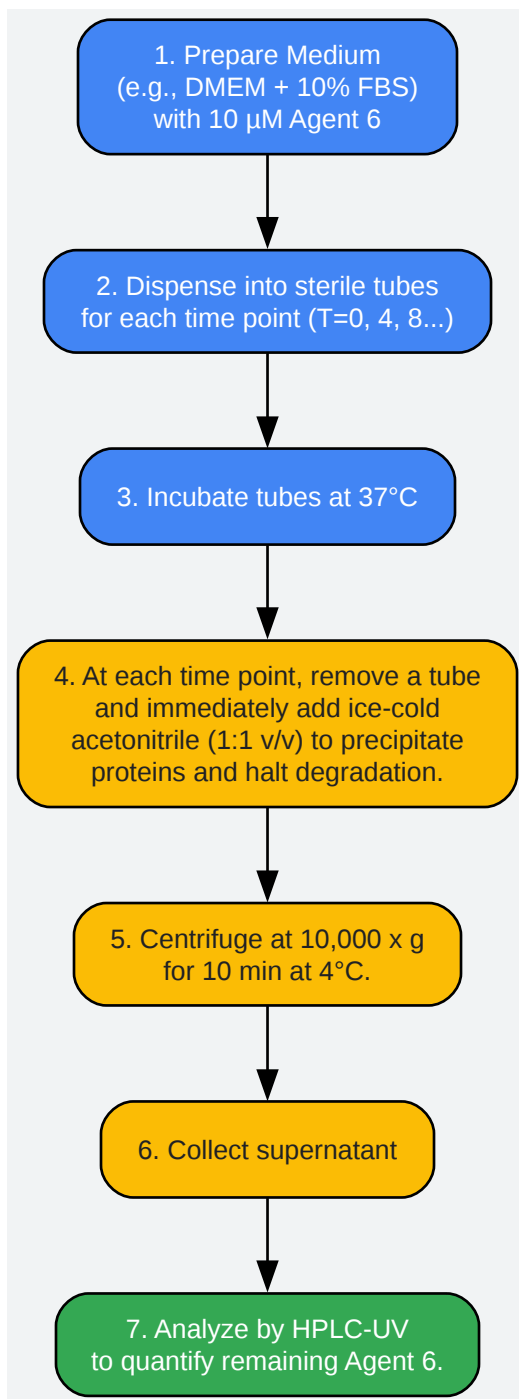 1. Prepare Medium
(e.g., DMEM + 10% FBS)
with 10 µM Agent 6
2. Dispense into sterile tubes
for each time point (T=0, 4, 8...)
3. Incubate tubes at 37°C
4. At each time point, remove a tube
and immediately add ice-cold
acetonitrile (1:1 v/v) to precipitate
proteins and halt degradation.
5. Centrifuge at 10,000 x g
for 10 min at 4°C.
6. Collect supernatant
7. Analyze by HPLC-UV
to quantify remaining Agent 6.